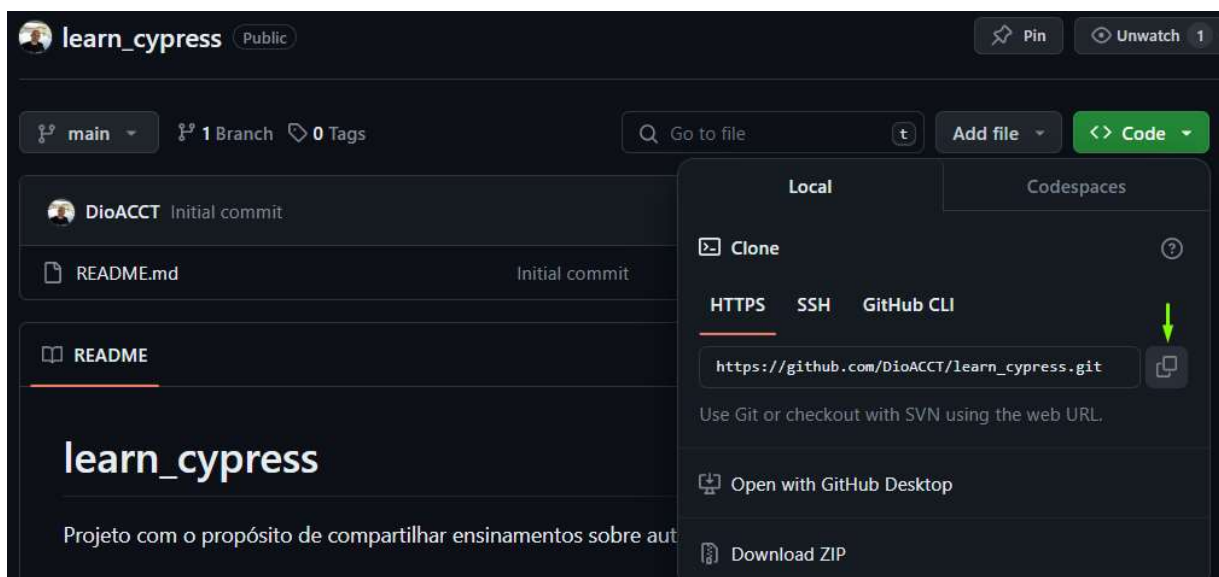 learn_cypress Public Pin Unwatch 1
main 1 Branch 0 Tags Go to file t Add file <> Code
Local Codespaces
DioACCT Initial commit
Clone
README.md Initial commit
HTTPS SSH GitHub CLI
README
https://github.com/DioACCT/learn_cypress.git
Use Git or checkout with SVN using the web URL.
learn_cypress
Open with GitHub Desktop
Projeto com o propósito de compartilhar ensinamentos sobre aut
Download ZIP